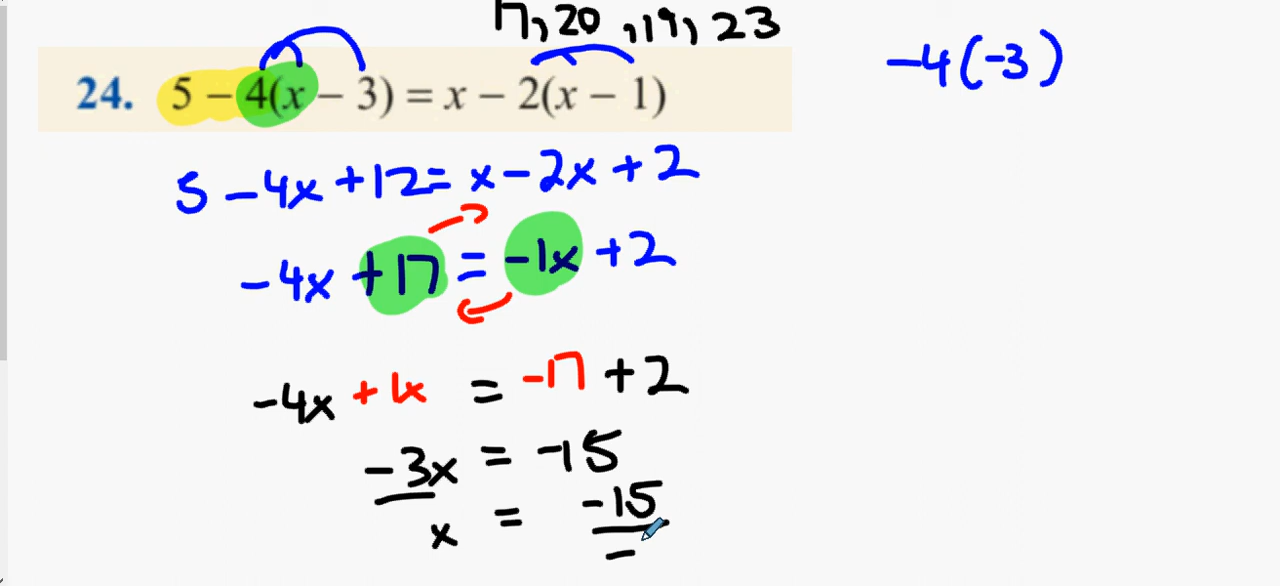 17, 20, 19, 23
-4(-3)
24. 5 − 4(x − 3) = x − 2(x − 1)
5 - 4x + 12 = x - 2x + 2
-4x + 17 = -1x + 2
-4x + 1x = -17 + 2
-3x = -15
x = -15
-